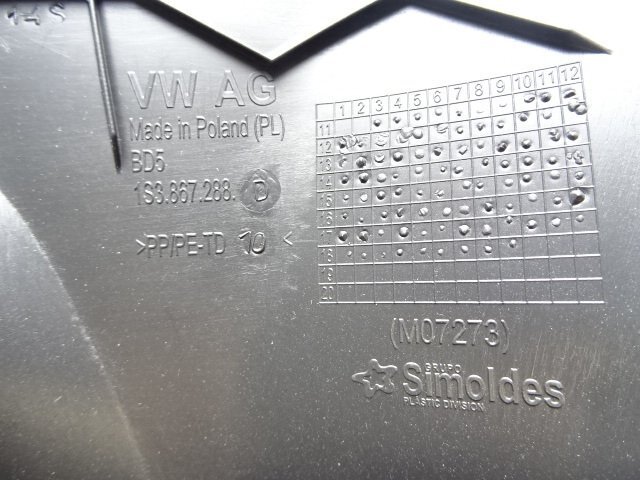 14 S
VW AG
Made in Poland (PL)
BD5
1S3.867.288. D
>PP/PE-TD 10 <
1 2 3 4 5 6 7 8 9 10 11 12
11
12
13
14
15
16
17
18
19
20
(M07273)
GRUPO
Simoldes
PLASTIC DIVISION